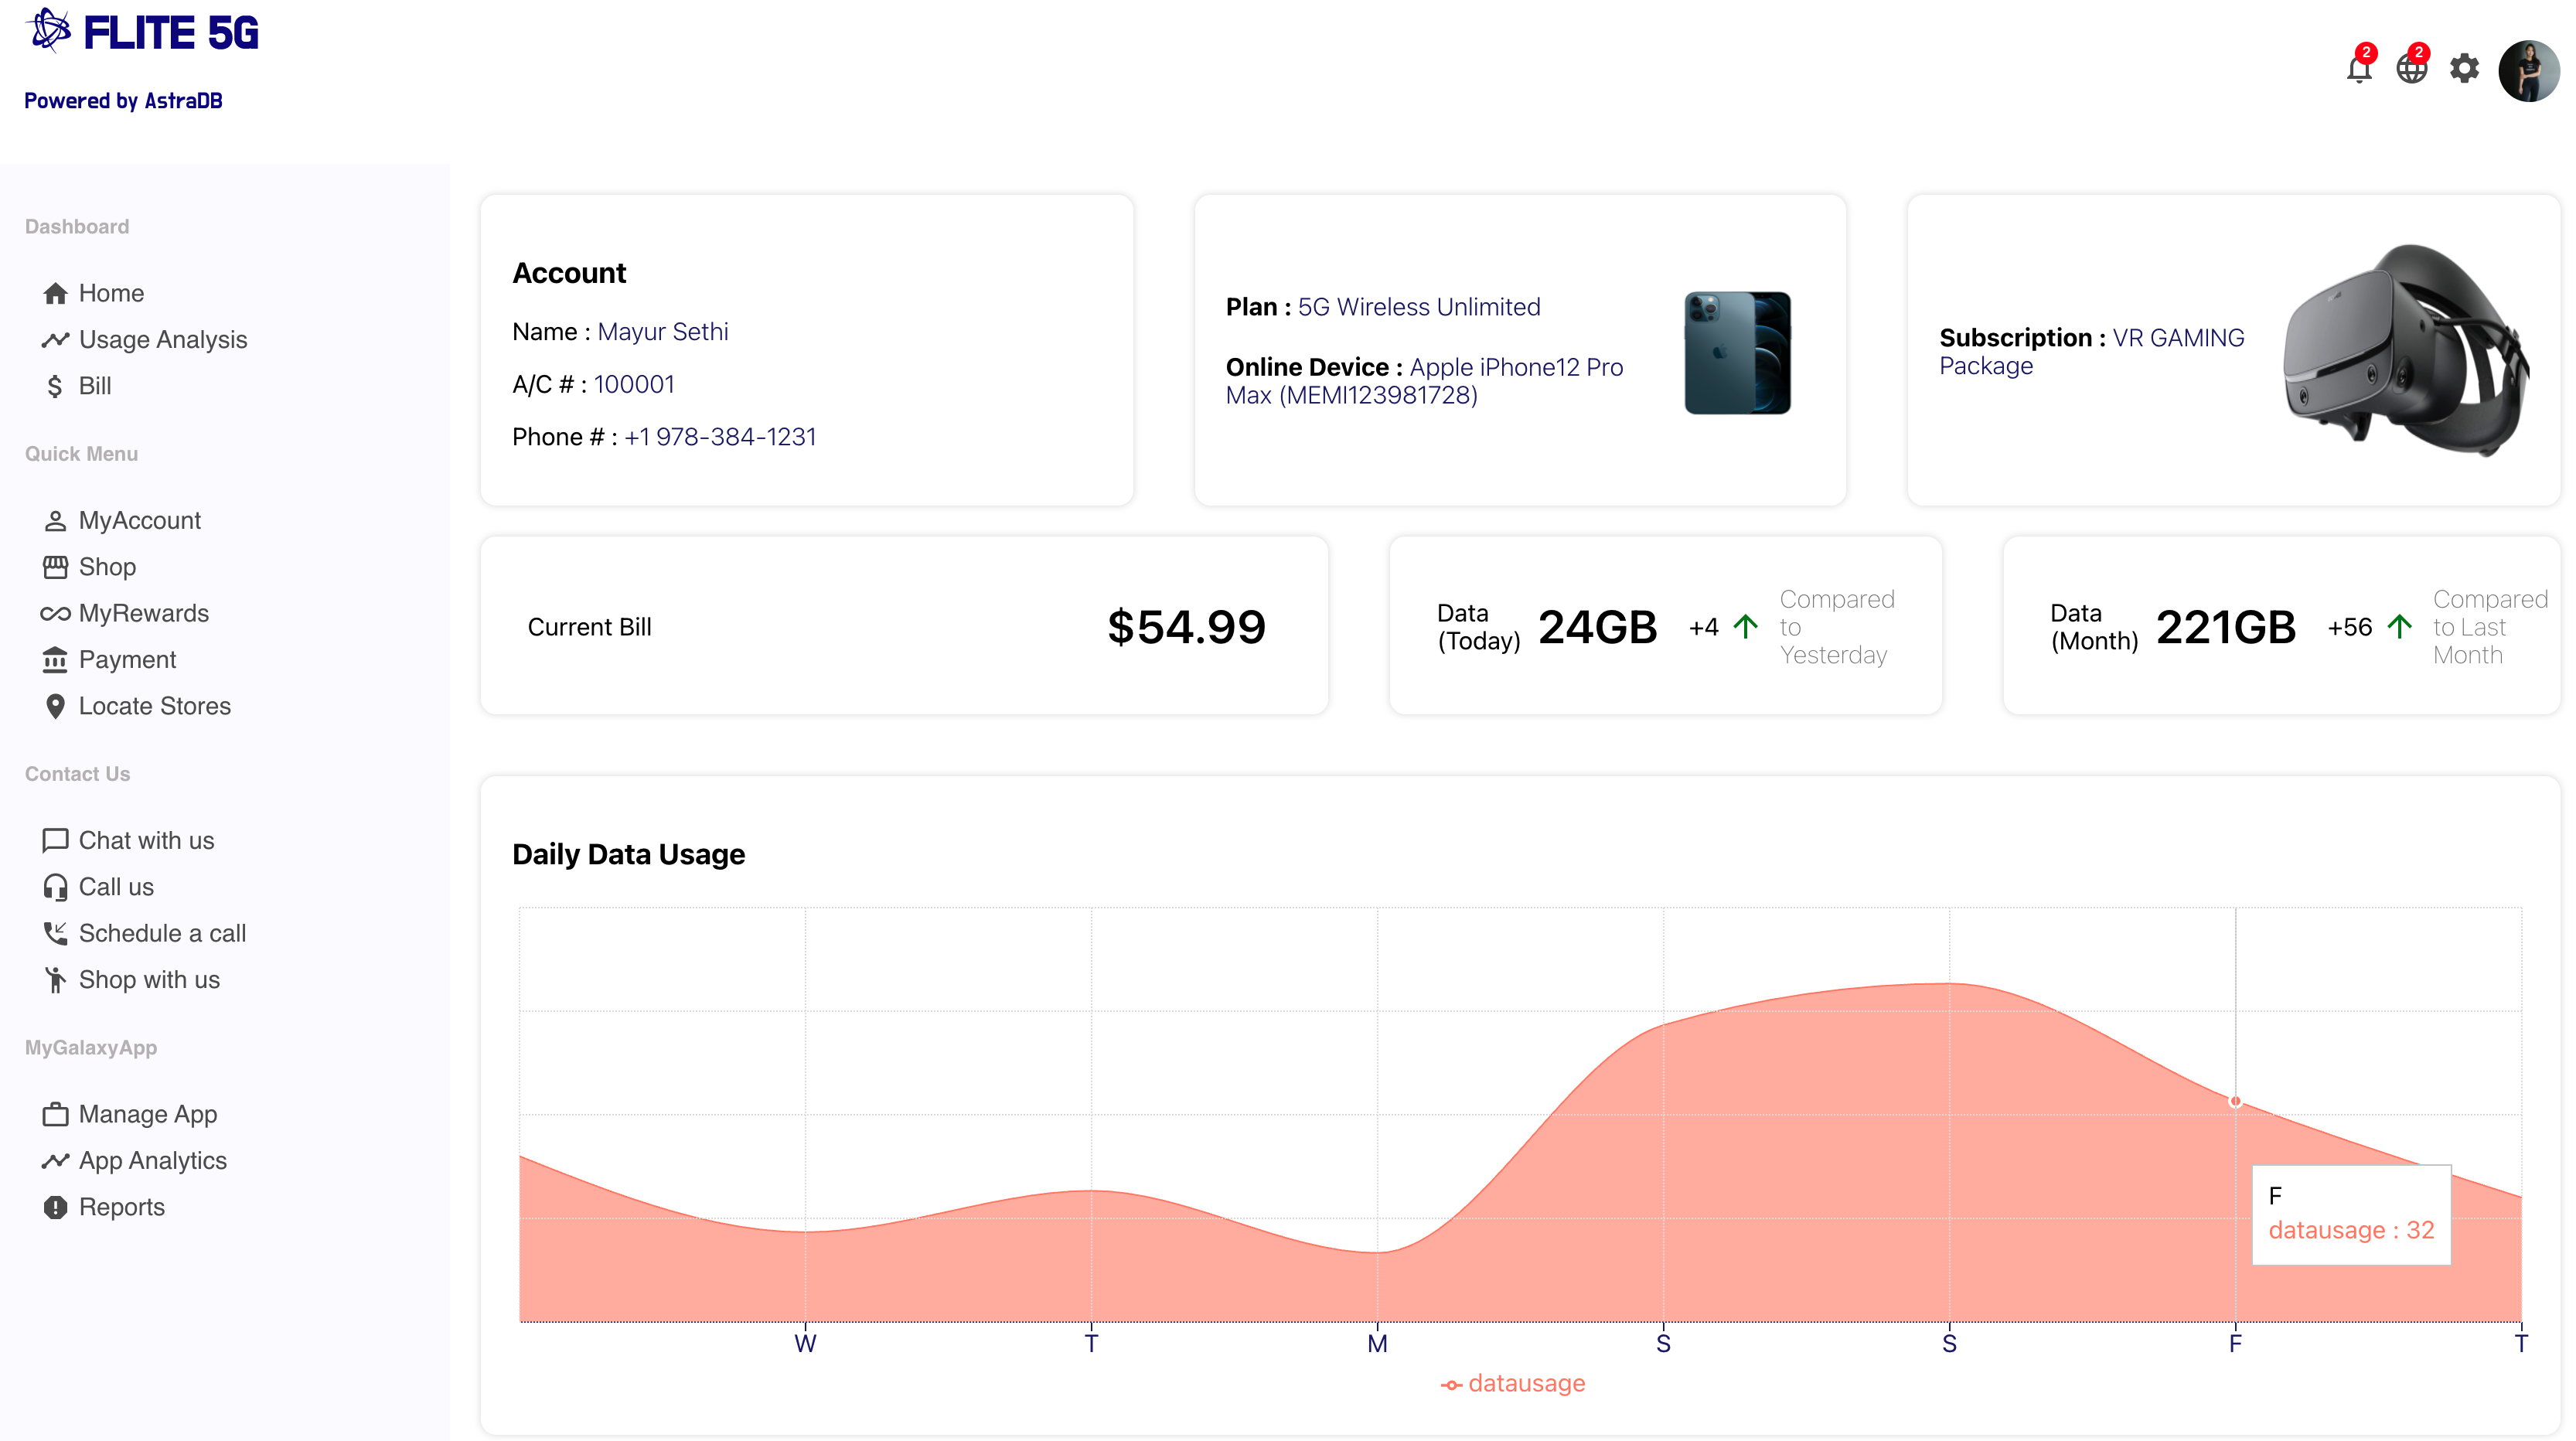 FLITE 5G
2
2
Powered by AstraDB
Dashboard
Home
Usage Analysis
Bill
Quick Menu
MyAccount
Shop
MyRewards
Payment
Locate Stores
Contact Us
Chat with us
Call us
Schedule a call
Shop with us
MyGalaxyApp
Manage App
App Analytics
Reports
Account
Name : Mayur Sethi
A/C # : 100001
Phone # : +1 978-384-1231
Plan : 5G Wireless Unlimited
Online Device : Apple iPhone12 Pro
Max (MEMI123981728)
Subscription : VR GAMING
Package
Current Bill
$54.99
Data
(Today)
24GB
+4
Compared
to
Yesterday
Data
(Month)
221GB
+56
Compared
to Last
Month
Daily Data Usage
F
datausage : 32
W
T
M
S
S
F
T
datausage